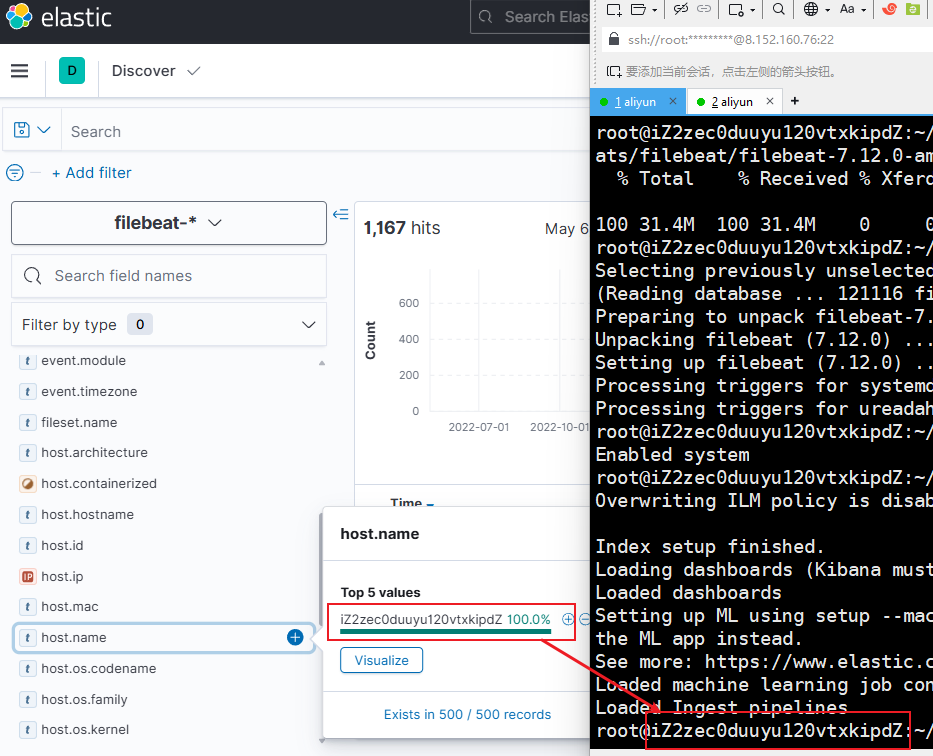 elastic
Search Elas
D
Discover
Search
+ Add filter
filebeat-*
Search field names
Filter by type 0
t event.module
t event.timezone
t fileset.name
t host.architecture
host.containerized
t host.hostname
t host.id
IP host.ip
t host.mac
t host.name
t host.os.codename
t host.os.family
t host.os.kernel
1,167 hits
May 6
Count
600
400
200
0
2022-07-01
2022-10-01
Time
host.name
Top 5 values
iZ2zec0duuyu120vtxkipdZ 100.0%
Visualize
Exists in 500 / 500 records
Aa
ssh://root:*********@8.152.160.76:22
要添加当前会话，点击左侧的箭头按钮。
1 aliyun ×
2 aliyun ×
+
root@iZ2zec0duuyu120vtxkipdZ:~/
ats/filebeat/filebeat-7.12.0-am
% Total % Received % Xferd
100 31.4M 100 31.4M 0 0
root@iZ2zec0duuyu120vtxkipdZ:~/
Selecting previously unselected
(Reading database ... 121116 fi
Preparing to unpack filebeat-7.
Unpacking filebeat (7.12.0) ...
Setting up filebeat (7.12.0) ..
Processing triggers for systemd
Processing triggers for ureadah
root@iZ2zec0duuyu120vtxkipdZ:~/
Enabled system
root@iZ2zec0duuyu120vtxkipdZ:~/
Overwriting ILM policy is disab
Index setup finished.
Loading dashboards (Kibana must
Loaded dashboards
Setting up ML using setup --mac
the ML app instead.
See more: https://www.elastic.c
Loaded machine learning job con
Loaded Ingest pipelines
root@iZ2zec0duuyu120vtxkipdZ:~/